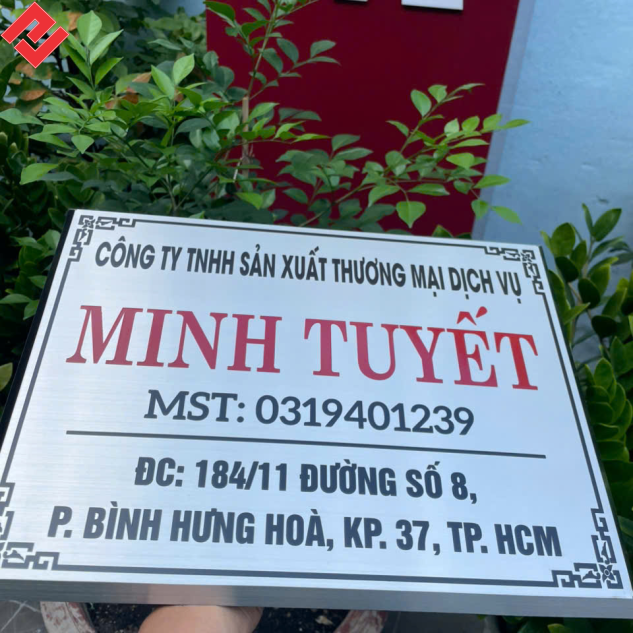 CÔNG TY TNHH SẢN XUẤT THƯƠNG MẠI DỊCH VỤ
MINH TUYẾT
MST: 0319401239
ĐC: 184/11 ĐƯỜNG SỐ 8,
P. BÌNH HƯNG HOÀ, KP. 37, TP. HCM